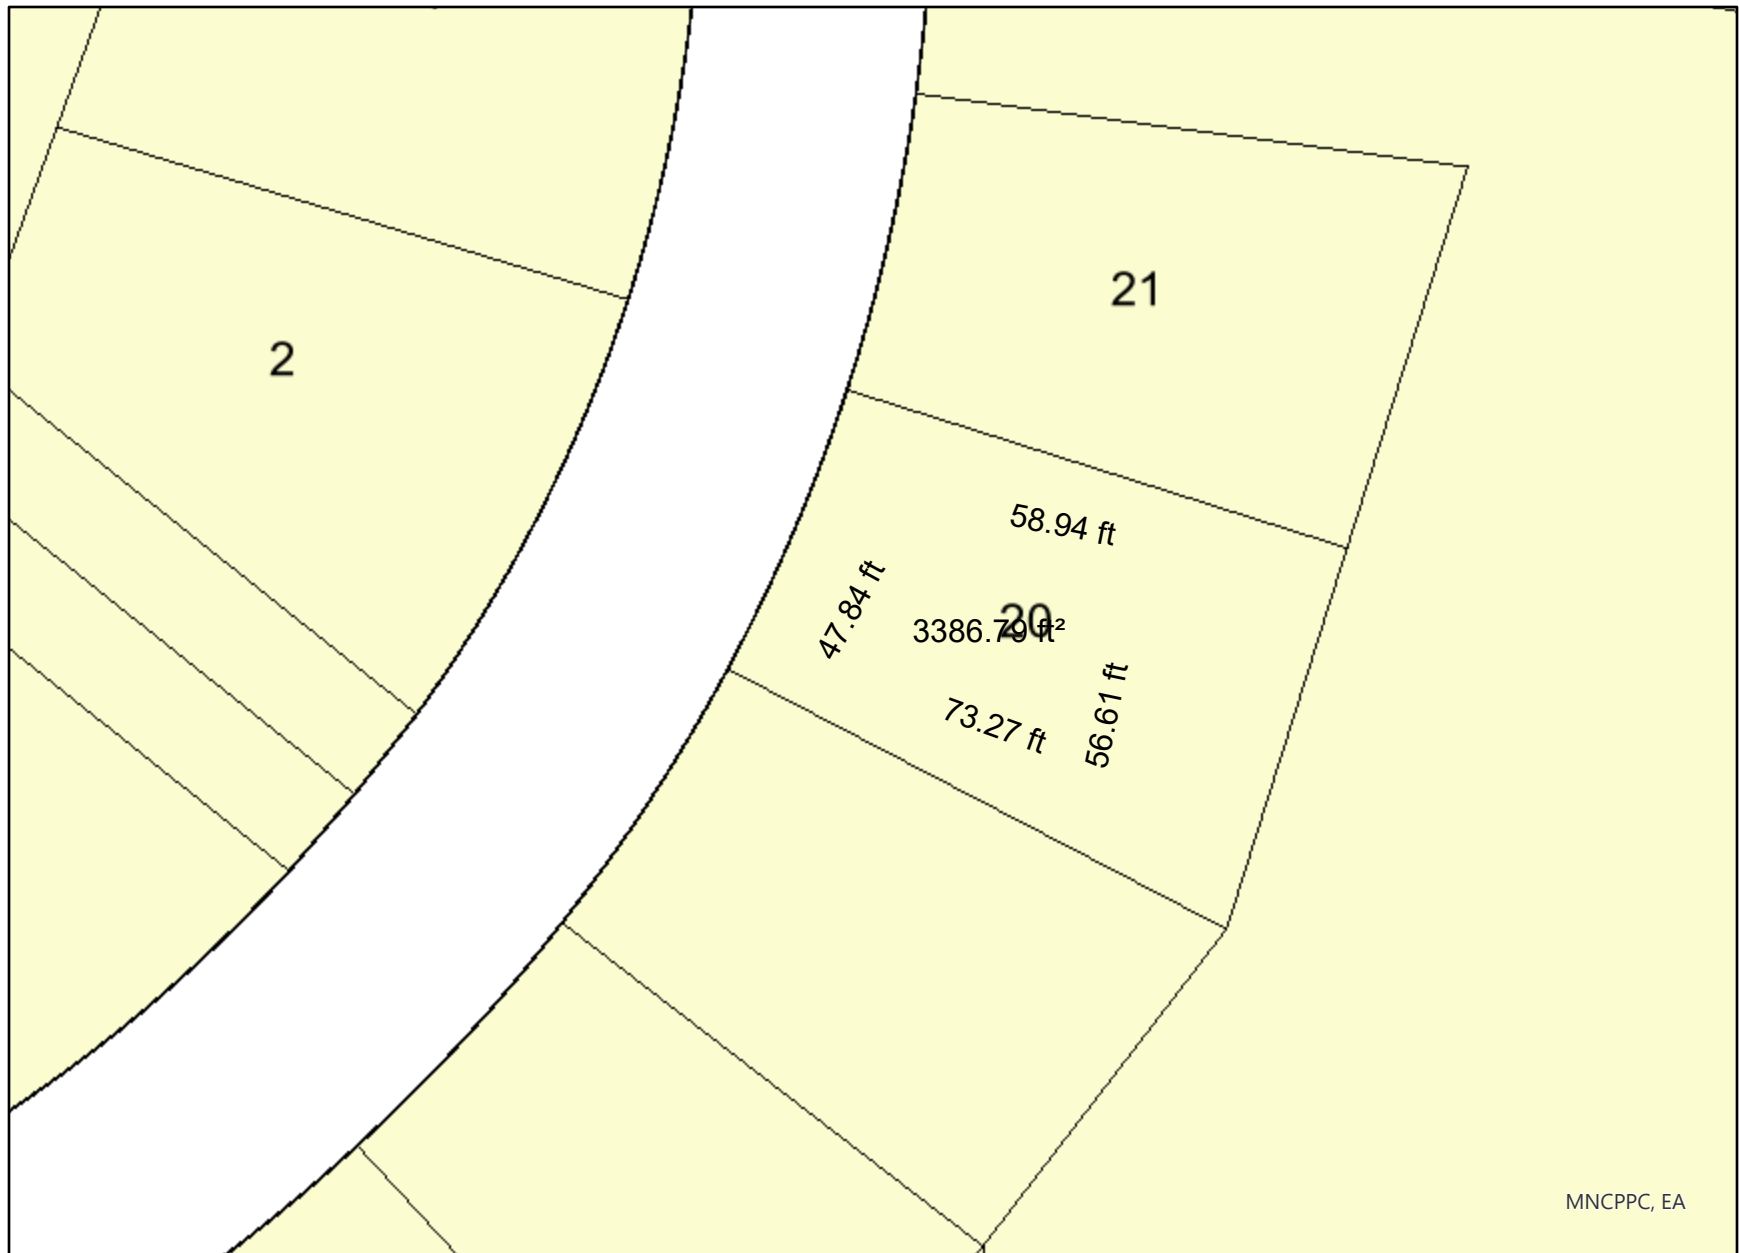 21
2
58.94 ft
47.84 ft
20
3386.79 ft²
73.27 ft
56.61 ft
MNCPPC, EA